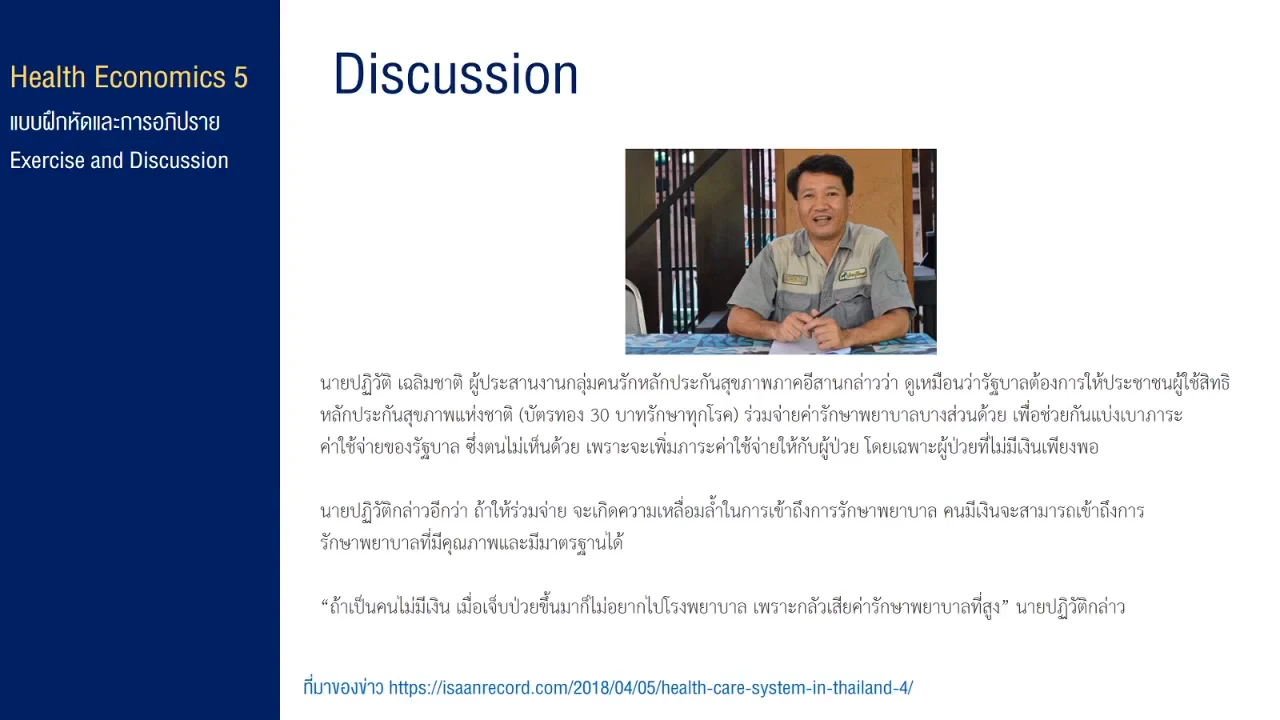 Health Economics 5
แบบฝึกหัดและการอภิปราย
Exercise and Discussion
Discussion
นายปฏิวัติ เฉลิมชาติ ผู้ประสานงานกลุ่มคนรักหลักประกันสุขภาพภาคอีสานกล่าวว่า ดูเหมือนว่ารัฐบาลต้องการให้ประชาชนผู้ใช้สิทธิ
หลักประกันสุขภาพแห่งชาติ (บัตรทอง 30 บาทรักษาทุกโรค) ร่วมจ่ายค่ารักษาพยาบาลบางส่วนด้วย เพื่อช่วยกันแบ่งเบาภาระ
ค่าใช้จ่ายของรัฐบาล ซึ่งตนไม่เห็นด้วย เพราะจะเพิ่มภาระค่าใช้จ่ายให้กับผู้ป่วย โดยเฉพาะผู้ป่วยที่ไม่มีเงินเพียงพอ
นายปฏิวัติกล่าวอีกว่า ถ้าให้ร่วมจ่าย จะเกิดความเหลื่อมล้ำในการเข้าถึงการรักษาพยาบาล คนมีเงินจะสามารถเข้าถึงการ
รักษาพยาบาลที่มีคุณภาพและมีมาตรฐานได้
“ถ้าเป็นคนไม่มีเงิน เมื่อเจ็บป่วยขึ้นมาก็ไม่อยากไปโรงพยาบาล เพราะกลัวเสียค่ารักษาพยาบาลที่สูง” นายปฏิวัติกล่าว
ที่มาของข่าว https://isaanrecord.com/2018/04/05/health-care-system-in-thailand-4/